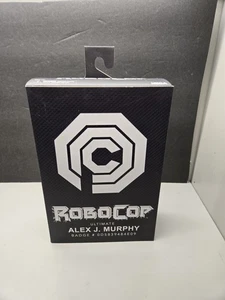 ROBOCOP
ULTIMATE
ALEX J. MURPHY